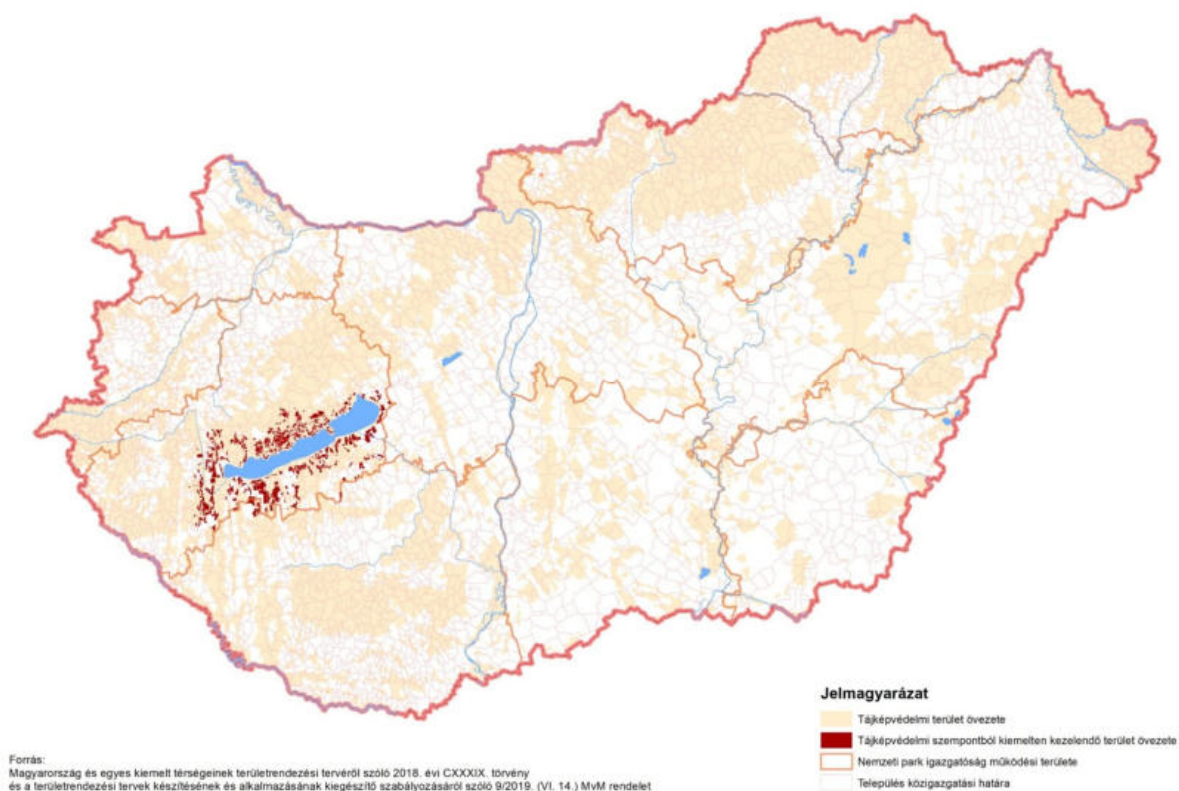 Jelmagyarázat
Tájképvédelmi terület övezete
Tájképvédelmi szempontból kiemelten kezelendő terület övezete
Nemzeti park igazgatóság működési területe
Település közigazgatási határa
Forrás:
Magyarország és egyes kiemelt térségeinek területrendezési tervéről szóló 2018. évi CXXXIX. törvény
és a területrendezési tervek készítésének és alkalmazásának kiegészítő szabályozásáról szóló 9/2019. (VI. 14.) MvM rendelet